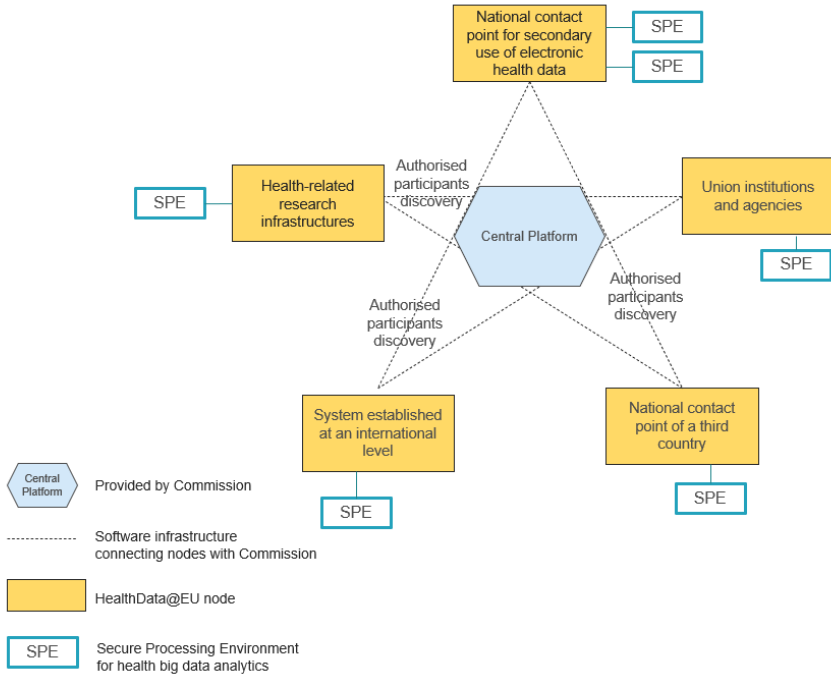 National contact
point for secondary
use of electronic
health data
SPE
SPE
Authorised
participants
discovery
Health-related
research
infrastructures
SPE
Central Platform
Union institutions
and agencies
SPE
Authorised
participants
discovery
Authorised
participants
discovery
System established
at an international
level
SPE
National contact
point of a third
country
SPE
Central
Platform
Provided by Commission
Software infrastructure
connecting nodes with Commission
HealthData@EU node
SPE
Secure Processing Environment
for health big data analytics